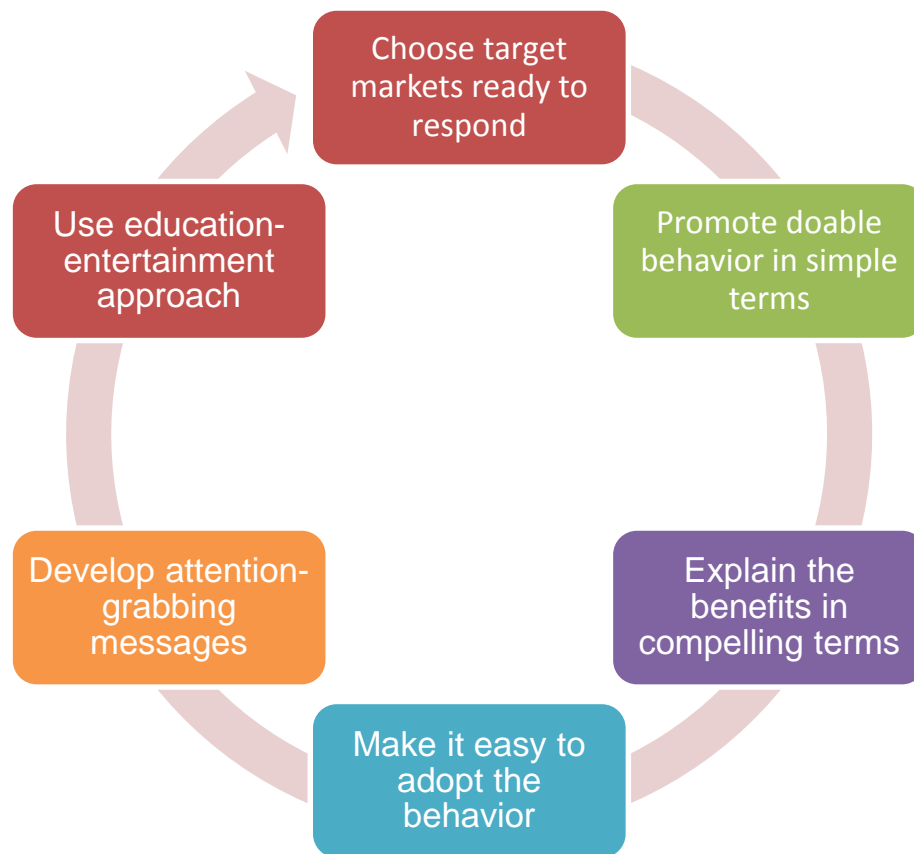 Choose target
markets ready to
respond
Promote doable
behavior in simple
terms
Explain the
benefits in
compelling terms
Make it easy to
adopt the
behavior
Develop attention-
grabbing
messages
Use education-
entertainment
approach